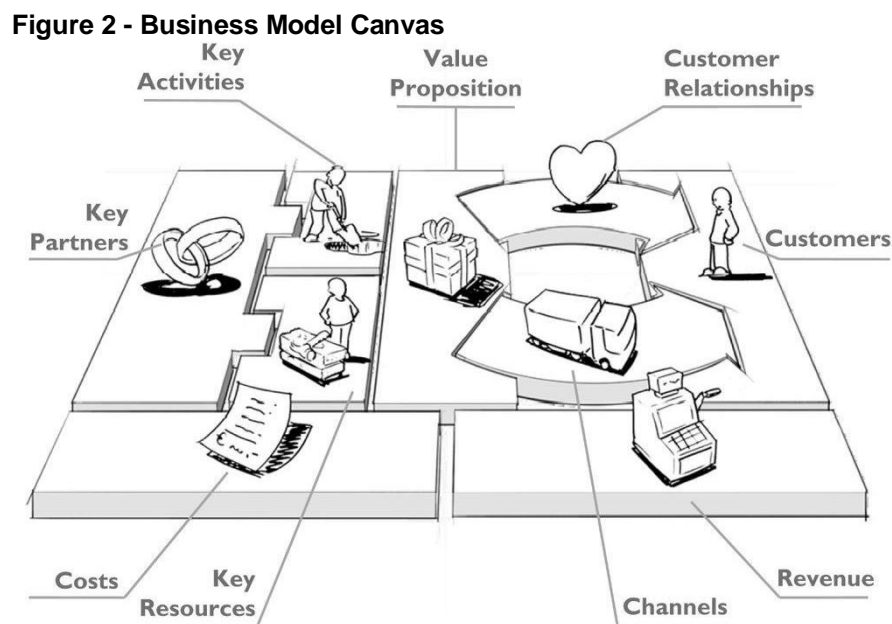 Figure 2 - Business Model Canvas
Key
Activities
Value
Proposition
Customer
Relationships
Key
Partners
Customers
Costs
Key
Resources
Channels
Revenue